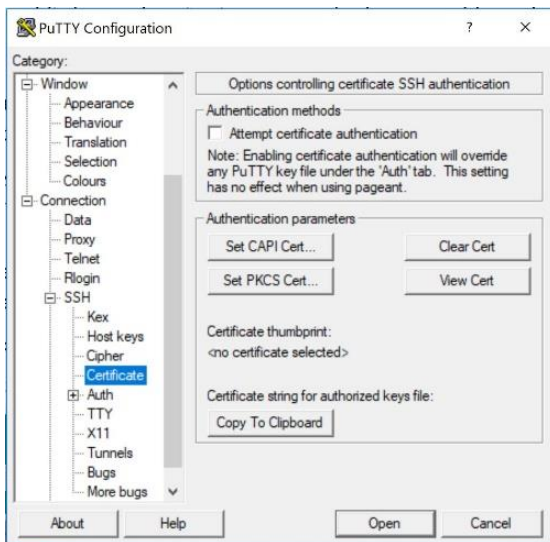 PuTTY Configuration
?
Category:
Window
Appearance
Behaviour
Translation
Selection
Colours
Connection
Data
Proxy
Telnet
Rlogin
SSH
Kex
Host keys
Cipher
Certificate
Auth
TTY
X11
Tunnels
Bugs
More bugs
Options controlling certificate SSH authentication
Authentication methods
Attempt certificate authentication
Note: Enabling certificate authentication will override
any PuTTY key file under the 'Auth' tab. This setting
has no effect when using pageant.
Authentication parameters
Set CAPI Cert...
Clear Cert
Set PKCS Cert...
View Cert
Certificate thumbprint:
<no certificate selected>
Certificate string for authorized keys file:
Copy To Clipboard
About
Help
Open
Cancel